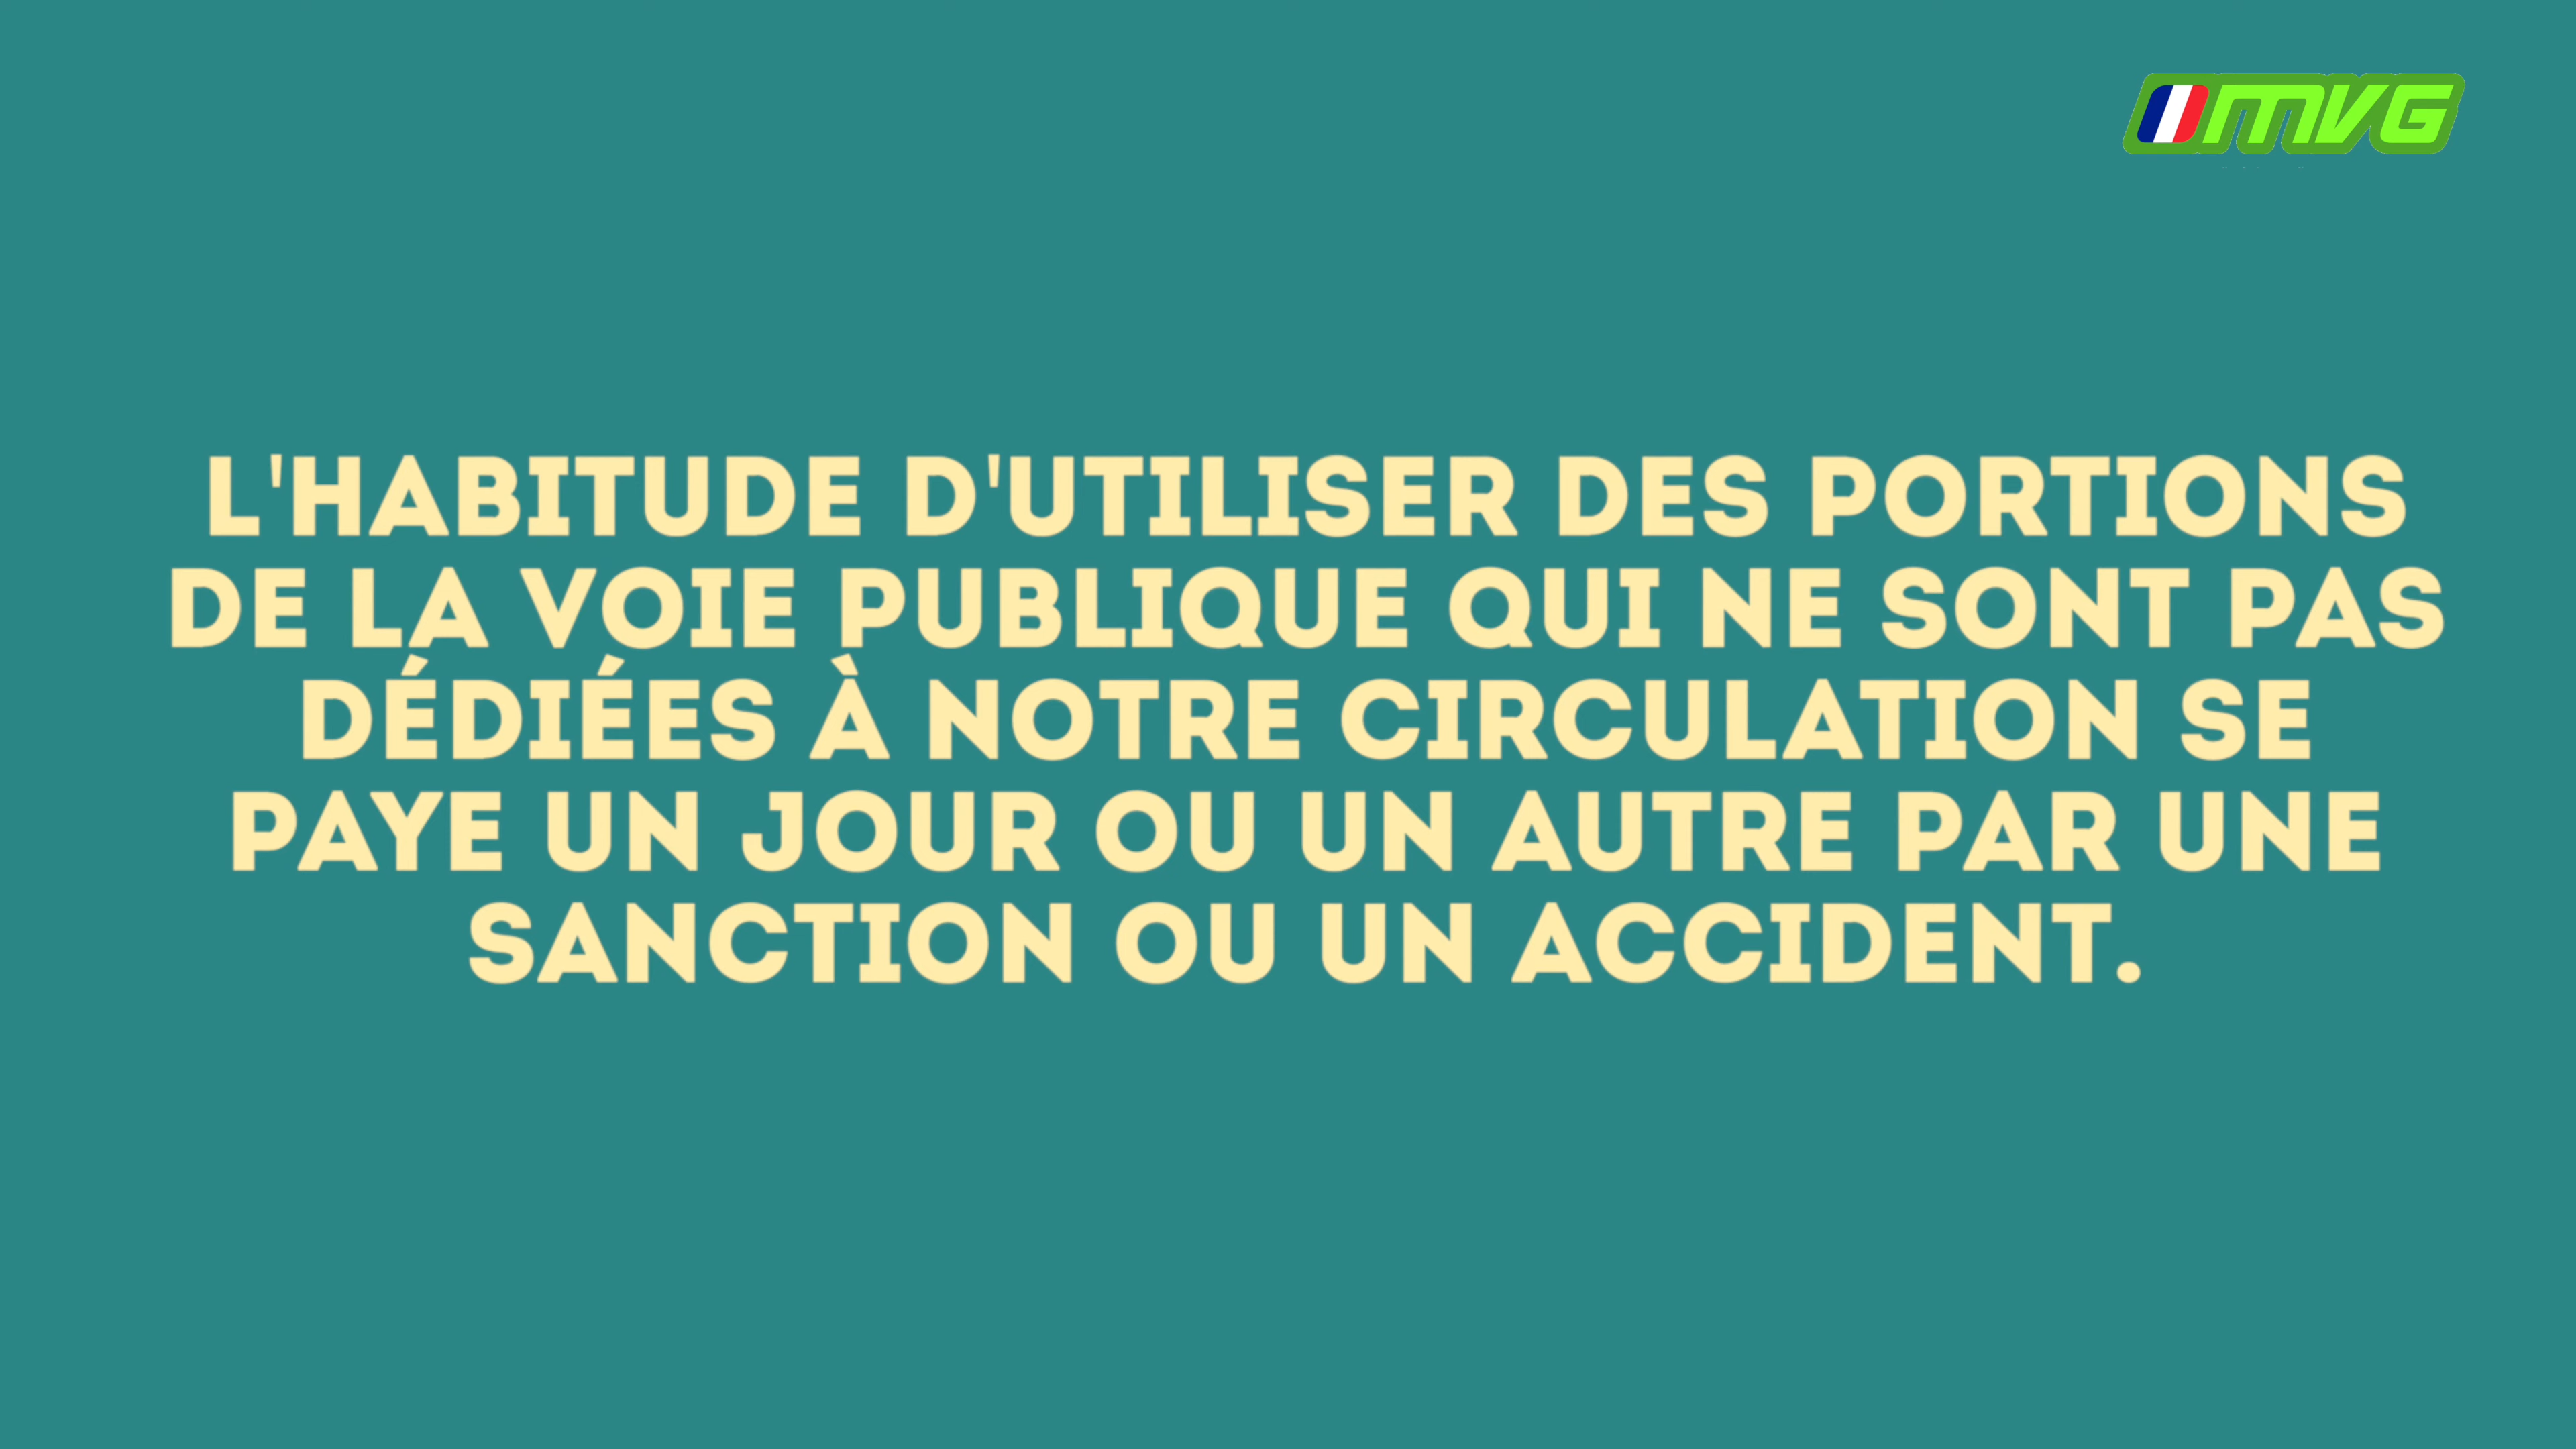 MVG
L'HABITUDE D'UTILISER DES PORTIONS
DE LA VOIE PUBLIQUE QUI NE SONT PAS
DÉDIÉES À NOTRE CIRCULATION SE
PAYE UN JOUR OU UN AUTRE PAR UNE
SANCTION OU UN ACCIDENT.